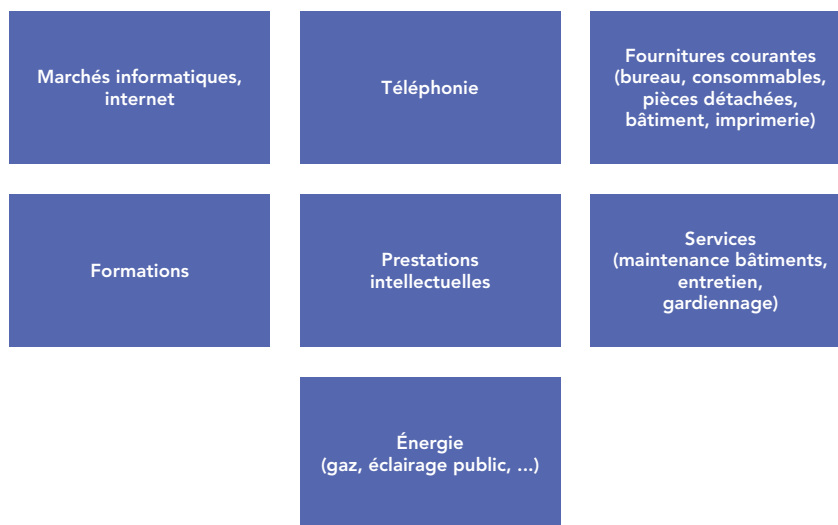 Marchés informatiques,
internet
Téléphonie
Fournitures courantes
(bureau, consommables,
pièces détachées,
bâtiment, imprimerie)
Formations
Prestations
intellectuelles
Services
(maintenance bâtiments,
entretien,
gardiennage)
Énergie
(gaz, éclairage public, ...)